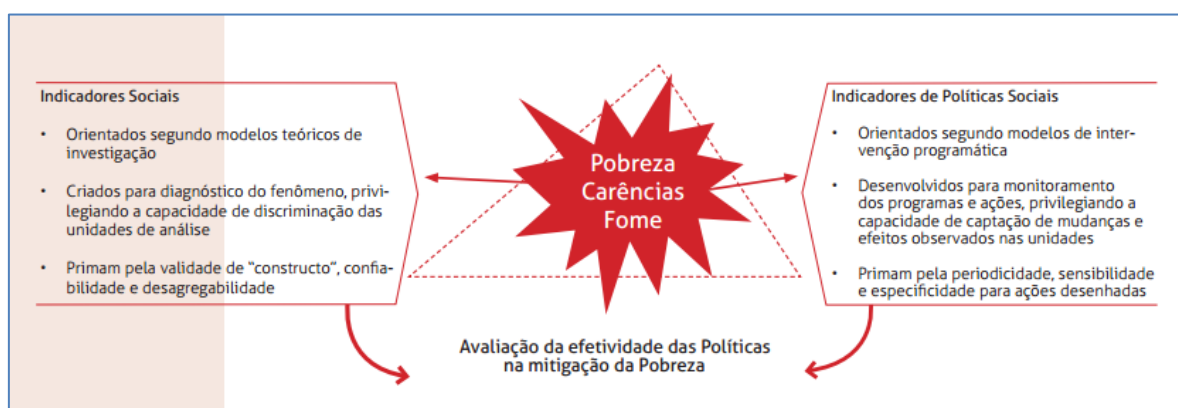 Indicadores Sociais
• Orientados segundo modelos teóricos de
investigação
• Criados para diagnóstico do fenômeno, privi-
legiando a capacidade de discriminação das
unidades de análise
• Primam pela validade de “constructo”, confia-
bilidade e desagregabilidade
Pobreza
Carências
Fome
Indicadores de Políticas Sociais
• Orientados segundo modelos de inter-
venção programática
• Desenvolvidos para monitoramento
dos programas e ações, privilegiando a
capacidade de captação de mudanças e
efeitos observados nas unidades
• Primam pela periodicidade, sensibilidade
e especificidade para ações desenhadas
Avaliação da efetividade das Políticas
na mitigação da Pobreza